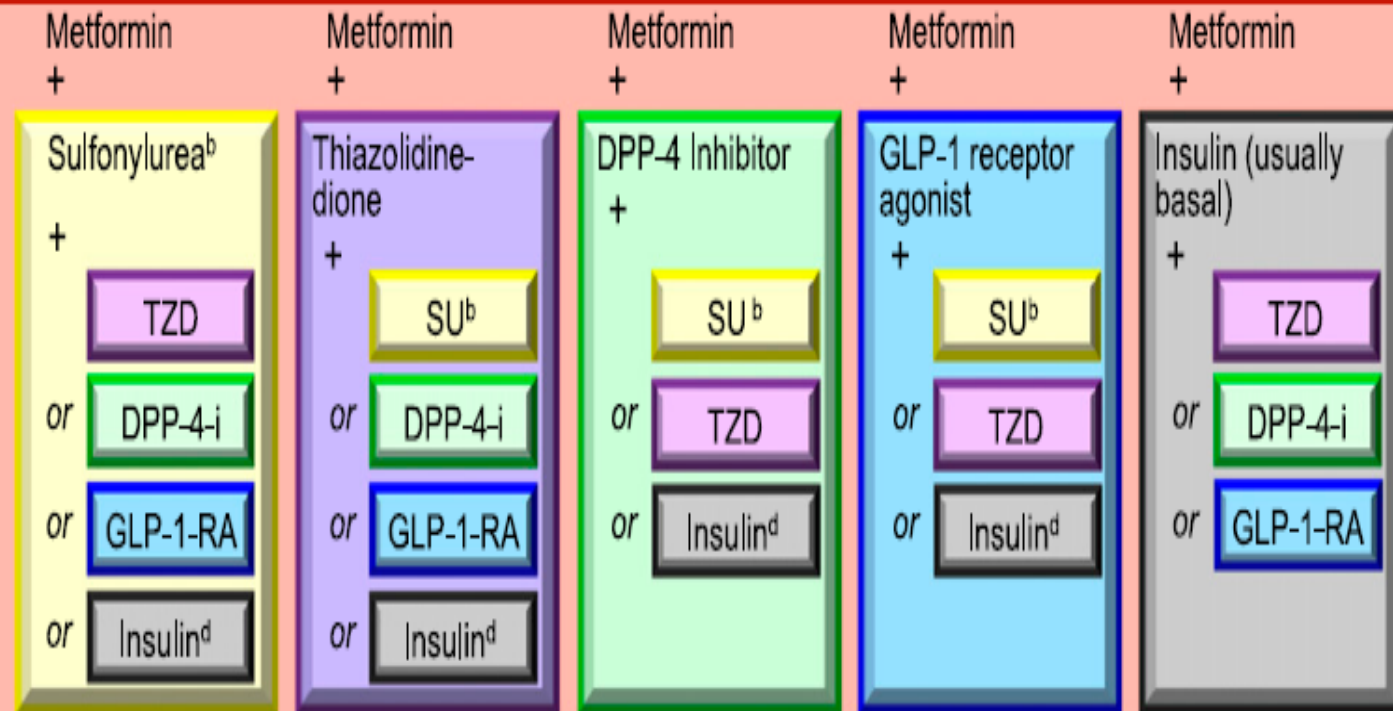 Metformin
+
Sulfonylureaᵇ
+
TZD
or DPP-4-i
or GLP-1-RA
or Insulinᵈ
Metformin
+
Thiazolidine-
dione
+
SUᵇ
or DPP-4-i
or GLP-1-RA
or Insulinᵈ
Metformin
+
DPP-4 Inhibitor
+
SU ᵇ
or TZD
or Insulinᵈ
Metformin
+
GLP-1 receptor
agonist
+
SUᵇ
or TZD
or Insulinᵈ
Metformin
+
Insulin (usually
basal)
+
TZD
or DPP-4-i
or GLP-1-RA